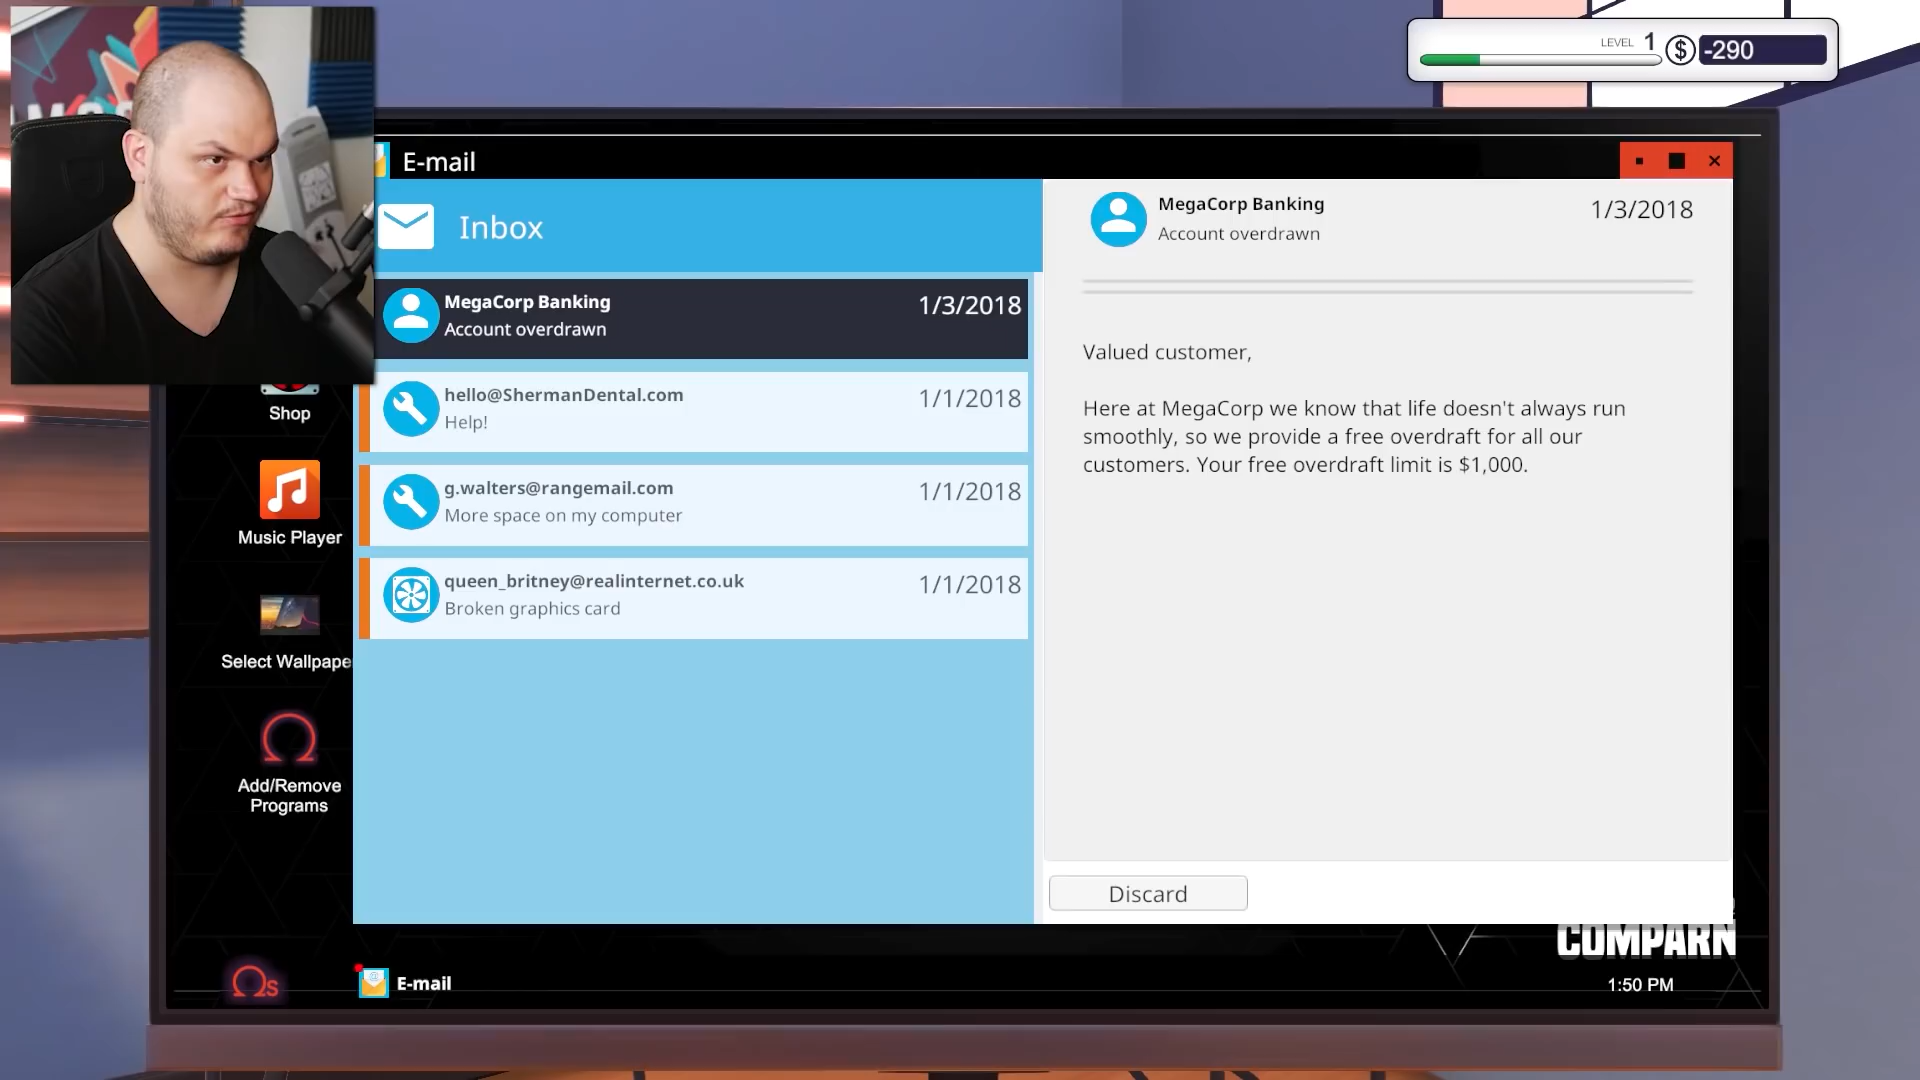 LEVEL 1
$ -290
E-mail
Inbox
MegaCorp Banking
1/3/2018
Account overdrawn
hello@ShermanDental.com
1/1/2018
Help!
g.walters@rangemail.com
1/1/2018
More space on my computer
queen_britney@realinternet.co.uk
1/1/2018
Broken graphics card
MegaCorp Banking
1/3/2018
Account overdrawn
Valued customer,
Here at MegaCorp we know that life doesn't always run
smoothly, so we provide a free overdraft for all our
customers. Your free overdraft limit is $1,000.
Discard
Shop
Music Player
Select Wallpape
Add/Remove
Programs
COMPARN
Ωs
E-mail
1:50 PM